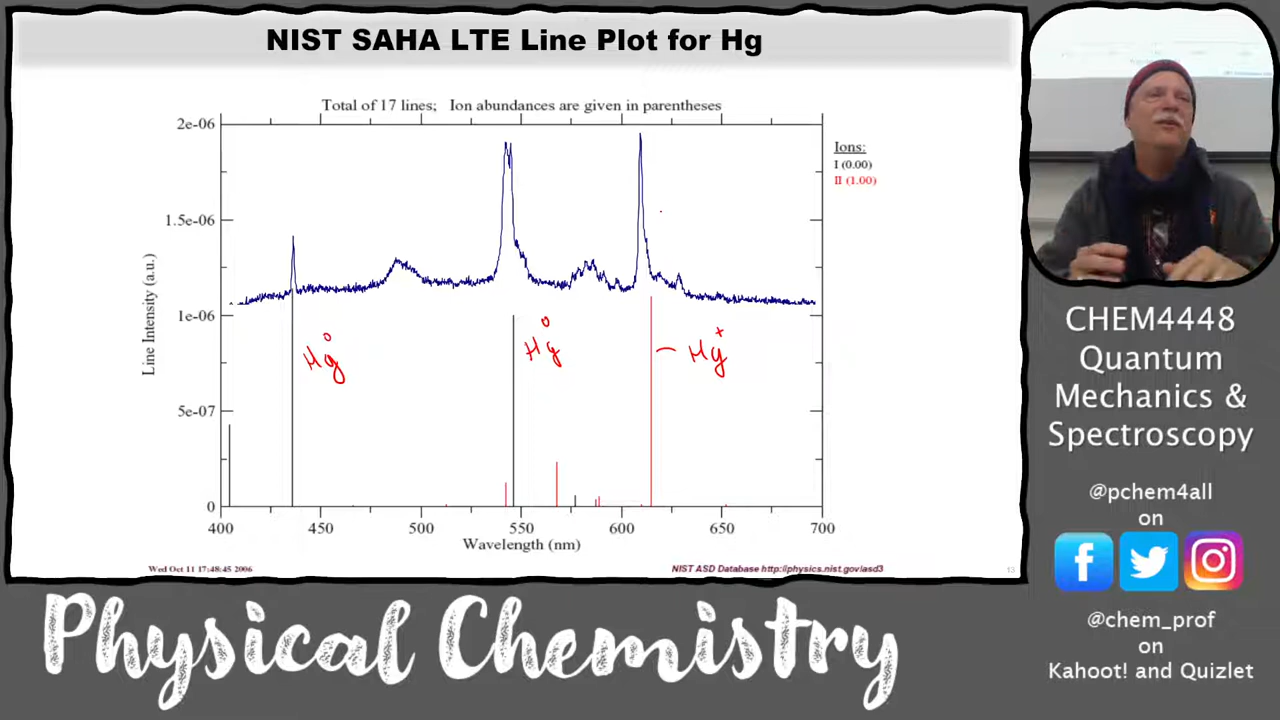 NIST SAHA LTE Line Plot for Hg
Total of 17 lines; Ion abundances are given in parentheses
2e-06
1.5e-06
1e-06
5e-07
0
Line Intensity (a.u.)
Ions:
I (0.00)
II (1.00)
Hg⁰
Hg⁰
– Hg⁺
400 450 500 550 600 650 700
Wavelength (nm)
Wed Oct 11 17:48:45 2006
NIST ASD Database http://physics.nist.gov/asd3
13
CHEM4448
Quantum
Mechanics &
Spectroscopy
@pchem4all
on
@chem_prof
on
Kahoot! and Quizlet
Physical Chemistry